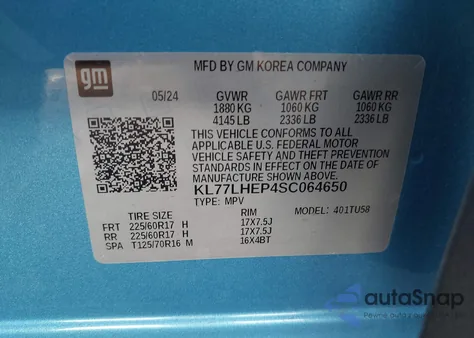 gm
MFD BY GM KOREA COMPANY
05/24 GVWR GAWR FRT GAWR RR
1880 KG 1060 KG 1060 KG
4145 LB 2336 LB 2336 LB
THIS VEHICLE CONFORMS TO ALL
APPLICABLE U.S. FEDERAL MOTOR
VEHICLE SAFETY AND THEFT PREVENTION
STANDARDS IN EFFECT ON THE DATE OF
MANUFACTURE SHOWN ABOVE.
KL77LHEP4SC064650
TYPE: MPV MODEL: 401TU58
TIRE SIZE RIM
FRT 225/60R17 H 17X7.5J
RR 225/60R17 H 17X7.5J
SPA T125/70R16 M 16X4BT
autoSnap
Powered by AutoBidMaster